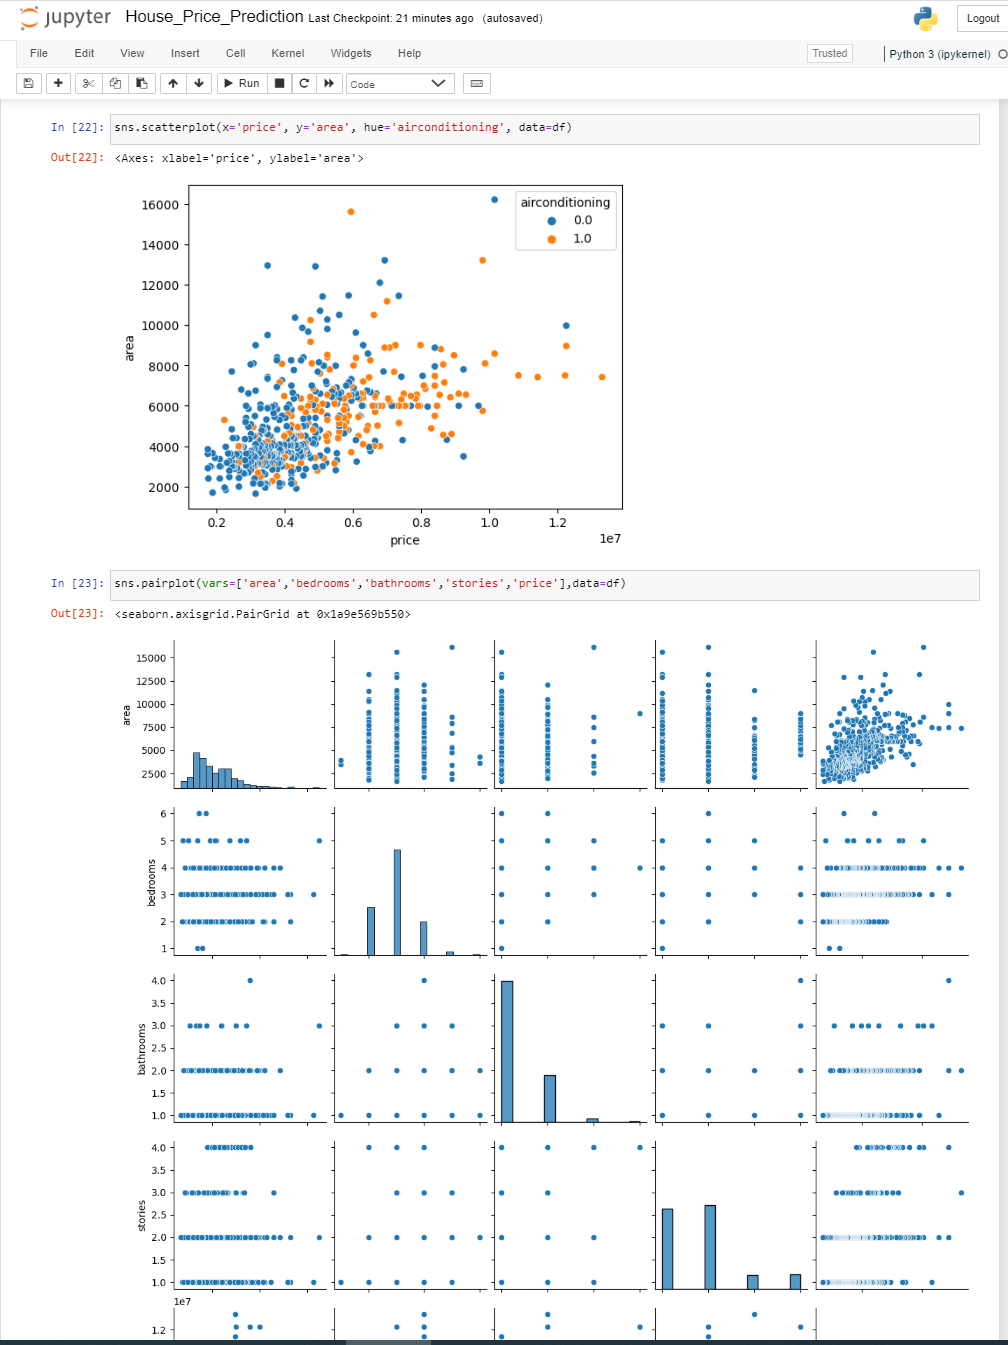 jupyter House_Price_Prediction Last Checkpoint: 21 minutes ago (autosaved) Logout
File Edit View Insert Cell Kernel Widgets Help Trusted Python 3 (ipykernel)
Run Code
In [22]: sns.scatterplot(x='price', y='area', hue='airconditioning', data=df)
Out[22]: <Axes: xlabel='price', ylabel='area'>
airconditioning
0.0
1.0
16000
14000
12000
10000
8000
6000
4000
2000
area
0.2 0.4 0.6 0.8 1.0 1.2
1e7
price
In [23]: sns.pairplot(vars=['area','bedrooms','bathrooms','stories','price'],data=df)
Out[23]: <seaborn.axisgrid.PairGrid at 0x1a9e569b550>
15000
12500
10000
7500
5000
2500
area
6
5
4
3
2
1
bedrooms
4.0
3.5
3.0
2.5
2.0
1.5
1.0
bathrooms
4.0
3.5
3.0
2.5
2.0
1.5
1.0
stories
1e7
1.2